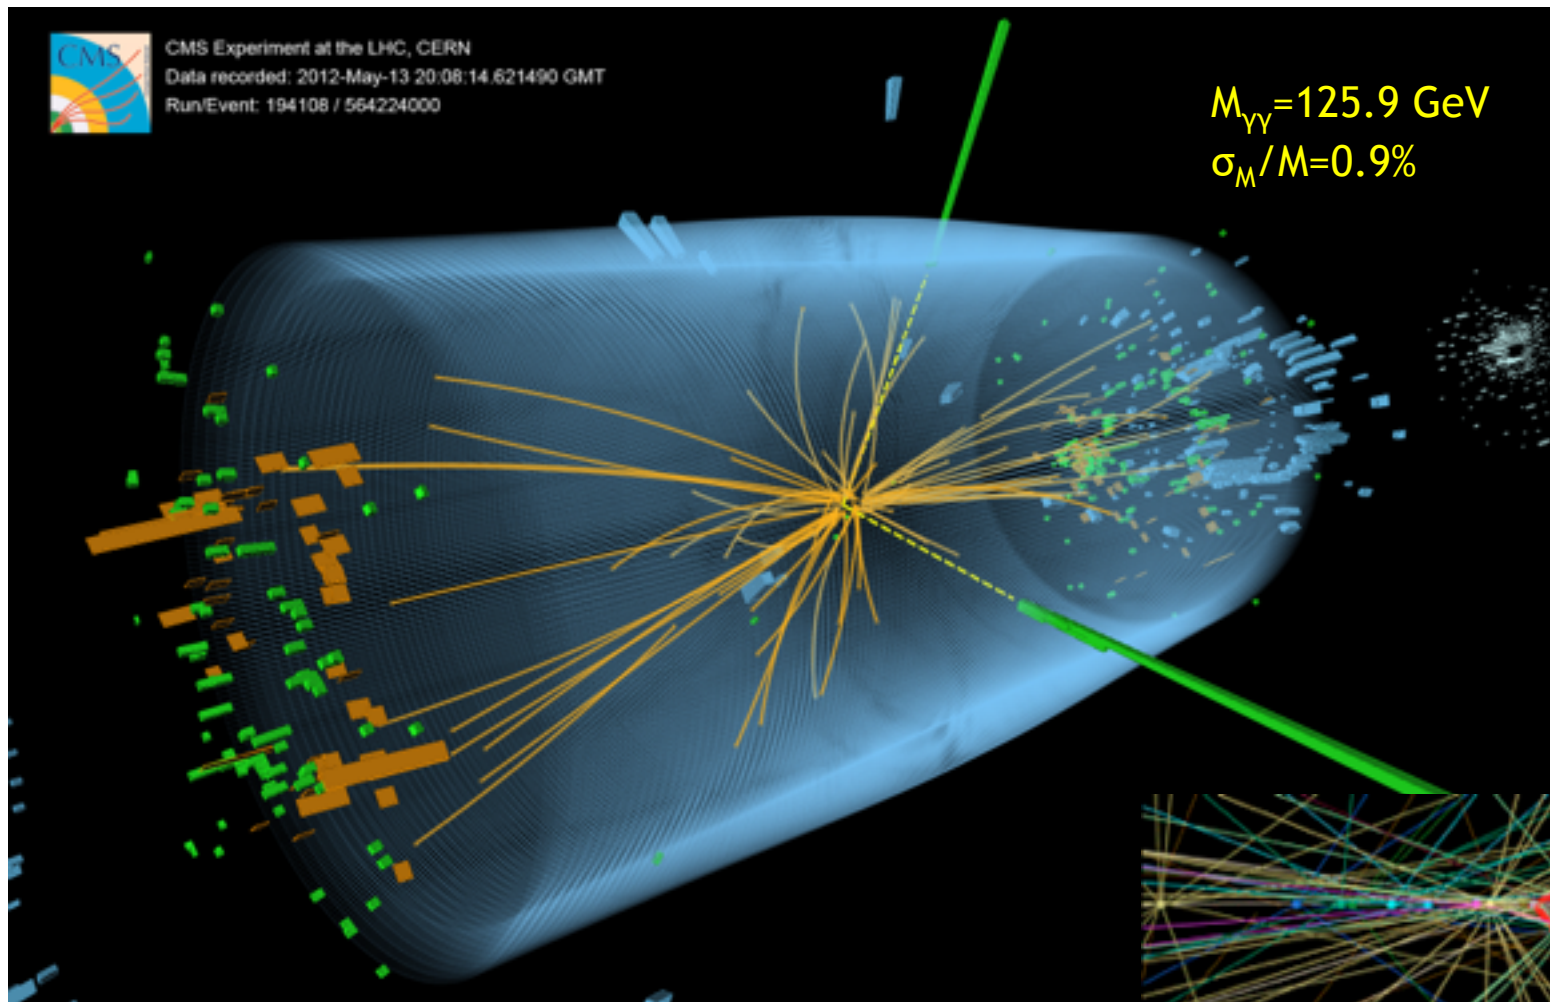 CMS
CMS Experiment at the LHC, CERN
Data recorded: 2012-May-13 20:08:14.621490 GMT
Run/Event: 194108 / 564224000
Mγγ=125.9 GeV
σM/M=0.9%